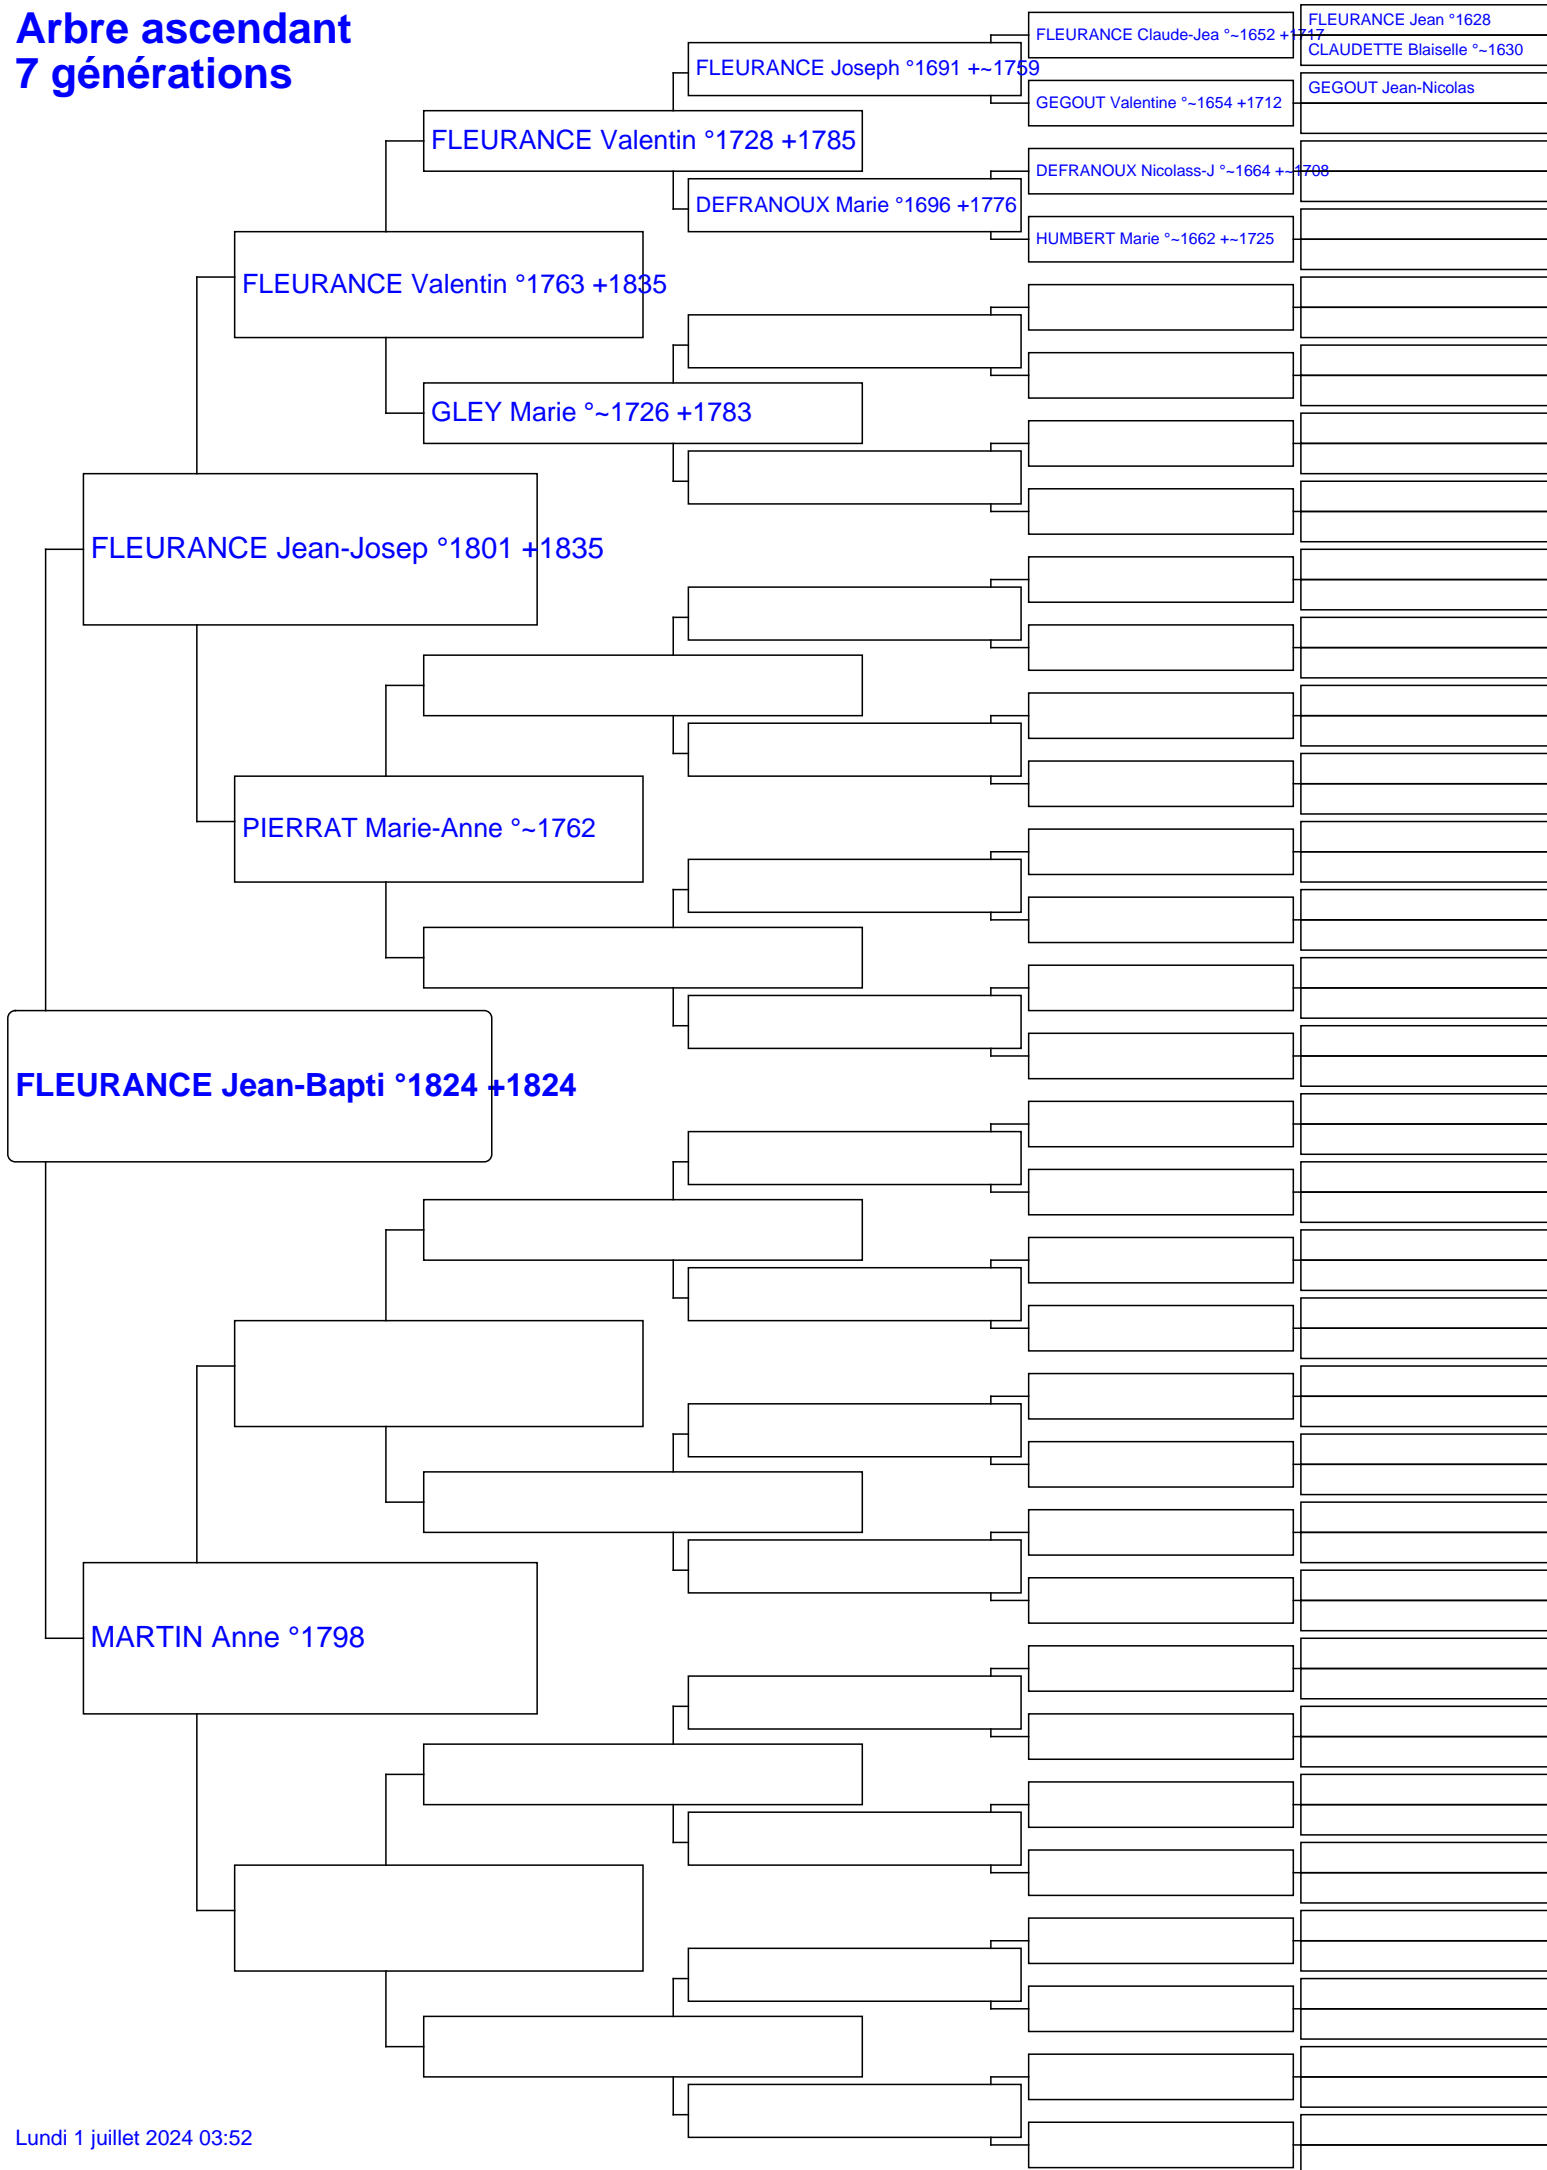 Arbre ascendant
7 générations
FLEURANCE Jean °1628
FLEURANCE Claude-Jea °~1652 +1717
CLAUDETTE Blaiselle °~1630
FLEURANCE Joseph °1691 +~1759
GEGOUT Jean-Nicolas
GEGOUT Valentine °~1654 +1712
FLEURANCE Valentin °1728 +1785
DEFRANOUX Nicolass-J °~1664 +~1708
DEFRANOUX Marie °1696 +1776
HUMBERT Marie °~1662 +~1725
FLEURANCE Valentin °1763 +1835
GLEY Marie °~1726 +1783
FLEURANCE Jean-Josep °1801 +1835
PIERRAT Marie-Anne °~1762
FLEURANCE Jean-Bapti °1824 +1824
MARTIN Anne °1798
Lundi 1 juillet 2024 03:52